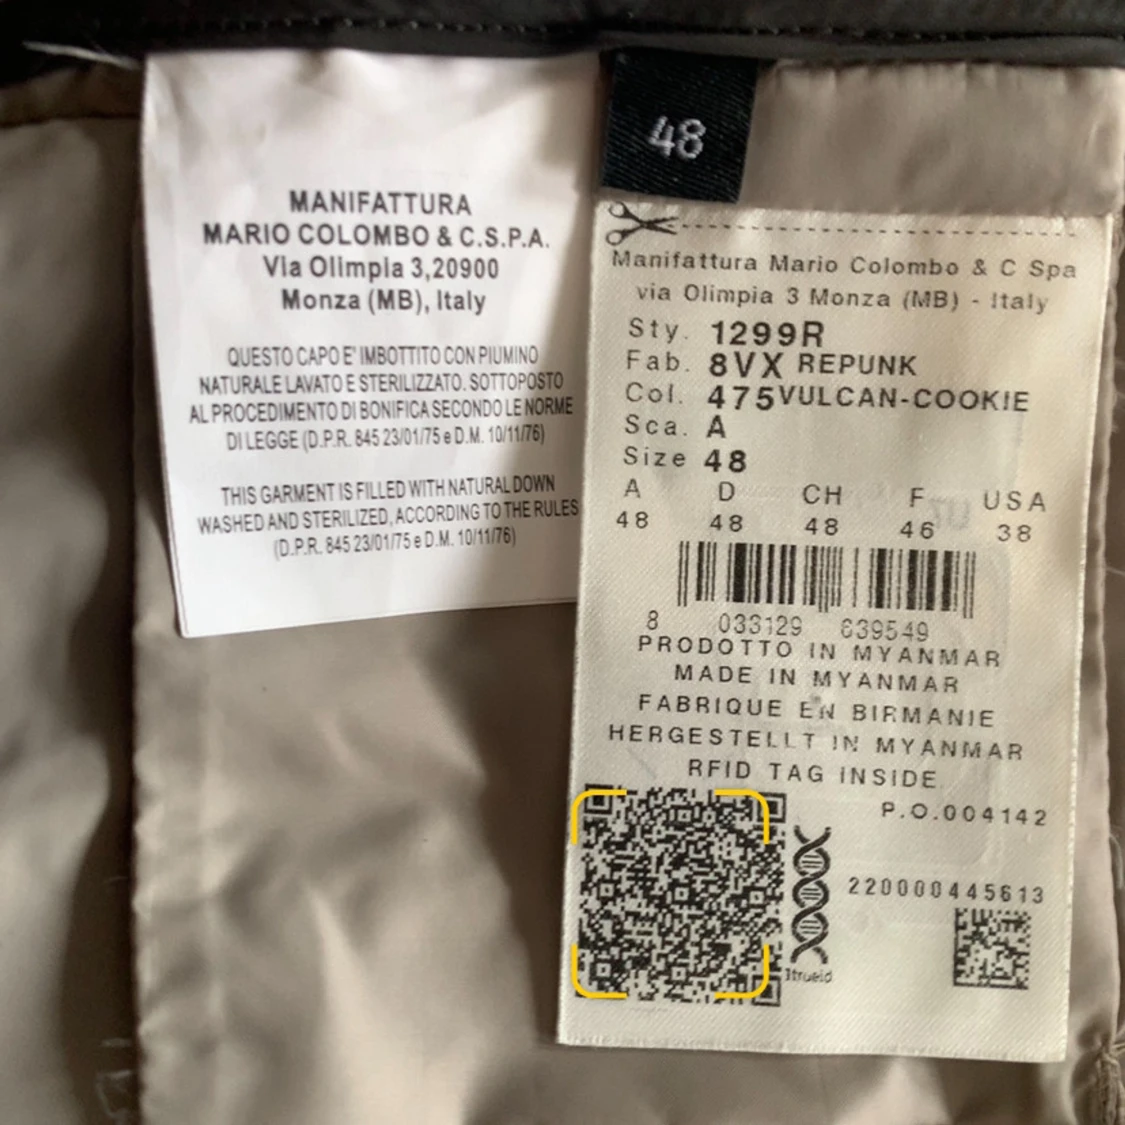 48
MANIFATTURA
MARIO COLOMBO & C.S.P.A.
Via Olimpia 3,20900
Monza (MB), Italy
QUESTO CAPO E' IMBOTTITO CON PIUMINO
NATURALE LAVATO E STERILIZZATO. SOTTOPOSTO
AL PROCEDIMENTO DI BONIFICA SECONDO LE NORME
DI LEGGE (D.P.R. 845 23/01/75 e D.M. 10/11/76)
THIS GARMENT IS FILLED WITH NATURAL DOWN
WASHED AND STERILIZED, ACCORDING TO THE RULES
(D.P.R. 845 23/01/75 e D.M. 10/11/76)
Manifattura Mario Colombo & C Spa
via Olimpia 3 Monza (MB) - Italy
Sty. 1299R
Fab. 8VX REPUNK
Col. 475VULCAN-COOKIE
Sca. A
Size 48
A D CH F USA
48 48 48 46 38
8 033129 639549
PRODOTTO IN MYANMAR
MADE IN MYANMAR
FABRIQUE EN BIRMANIE
HERGESTELLT IN MYANMAR
RFID TAG INSIDE
P.O.004142
220000445613
1trueid